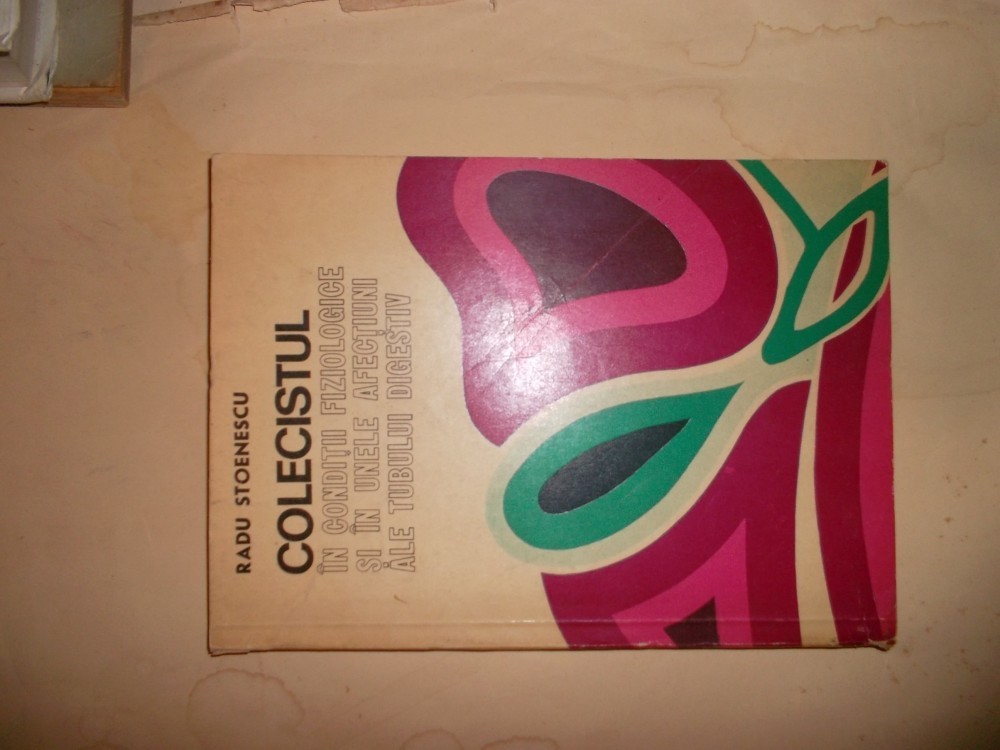 RADU STOENESCU
COLECISTUL
ÎN CONDIȚII FIZIOLOGICE
ȘI ÎN UNELE AFECȚIUNI
ALE TUBULUI DIGESTIV